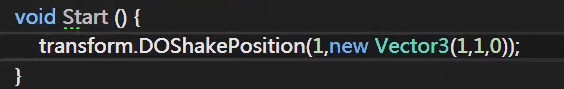 void Start () {
transform.DOShakePosition(1,new Vector3(1,1,0));
}